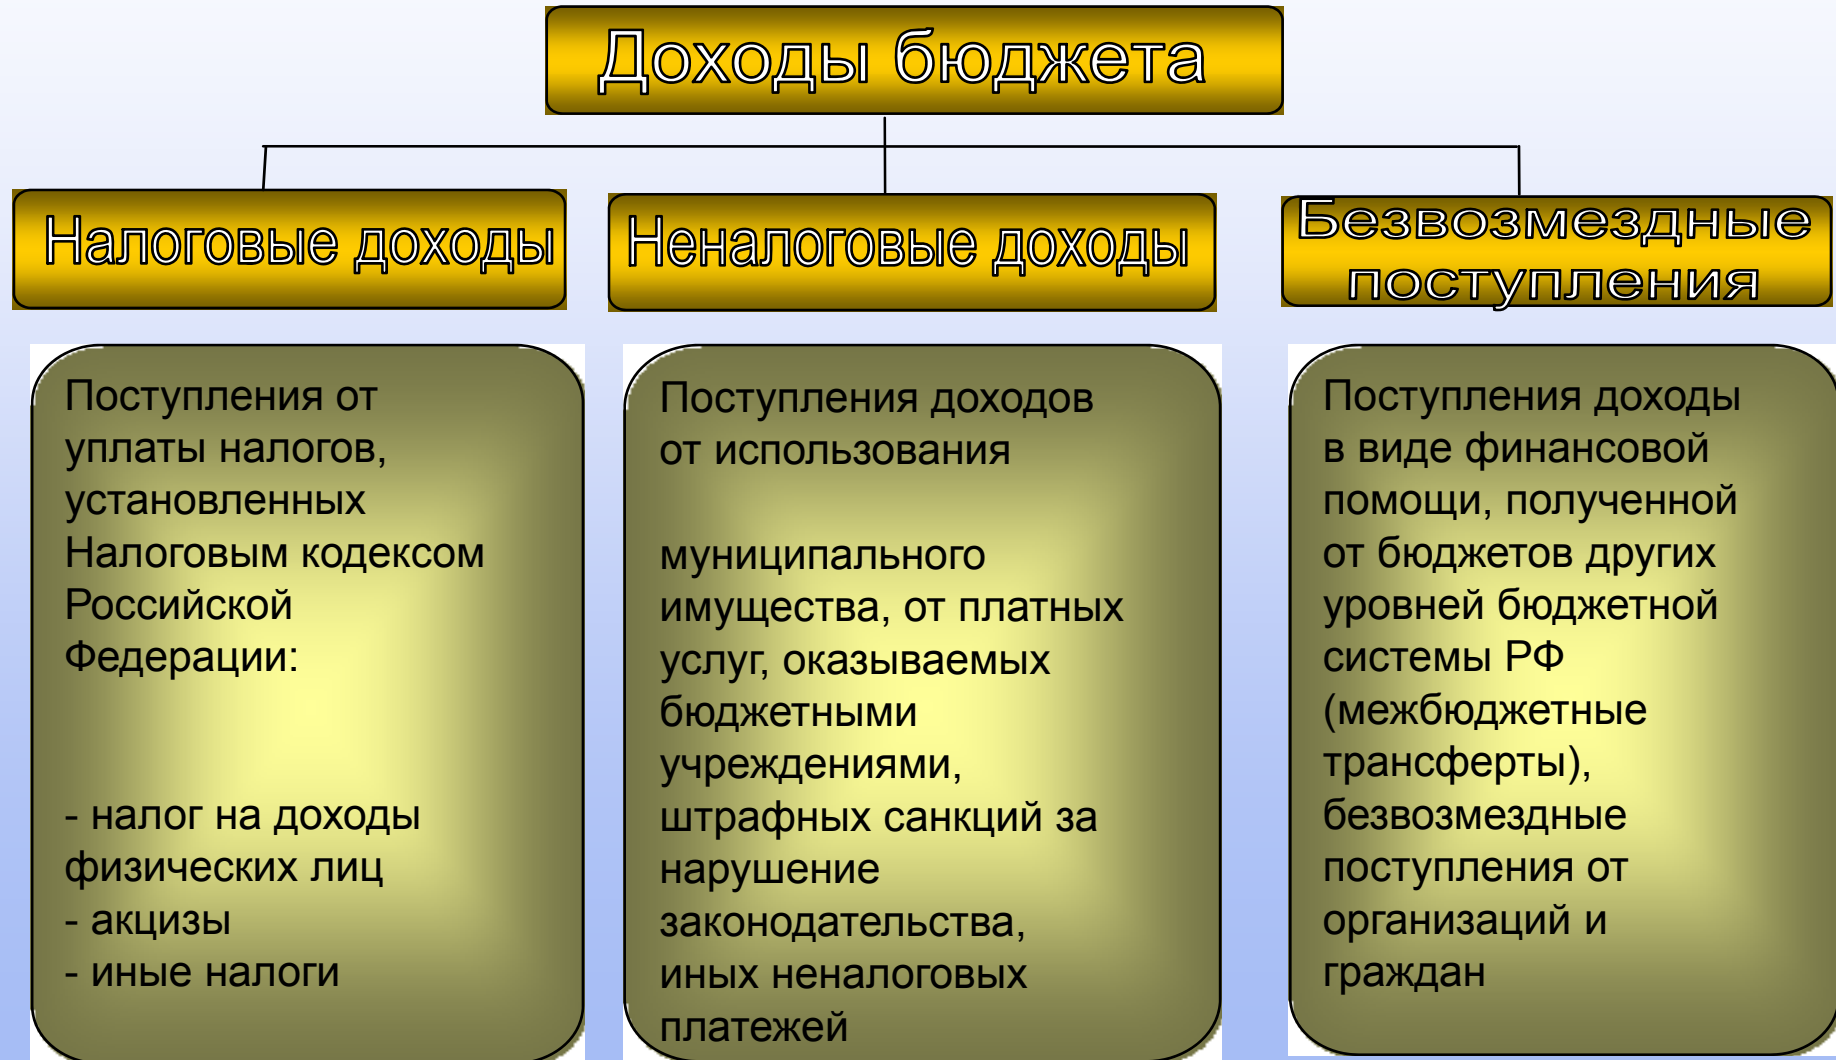 Доходы бюджета
Налоговые доходы
Неналоговые доходы
Безвозмездные
поступления
Поступления от
уплаты налогов,
установленных
Налоговым кодексом
Российской
Федерации:
- налог на доходы
физических лиц
- акцизы
- иные налоги
Поступления доходов
от использования
муниципального
имущества, от платных
услуг, оказываемых
бюджетными
учреждениями,
штрафных санкций за
нарушение
законодательства,
иных неналоговых
платежей
Поступления доходы
в виде финансовой
помощи, полученной
от бюджетов других
уровней бюджетной
системы РФ
(межбюджетные
трансферты),
безвозмездные
поступления от
организаций и
граждан